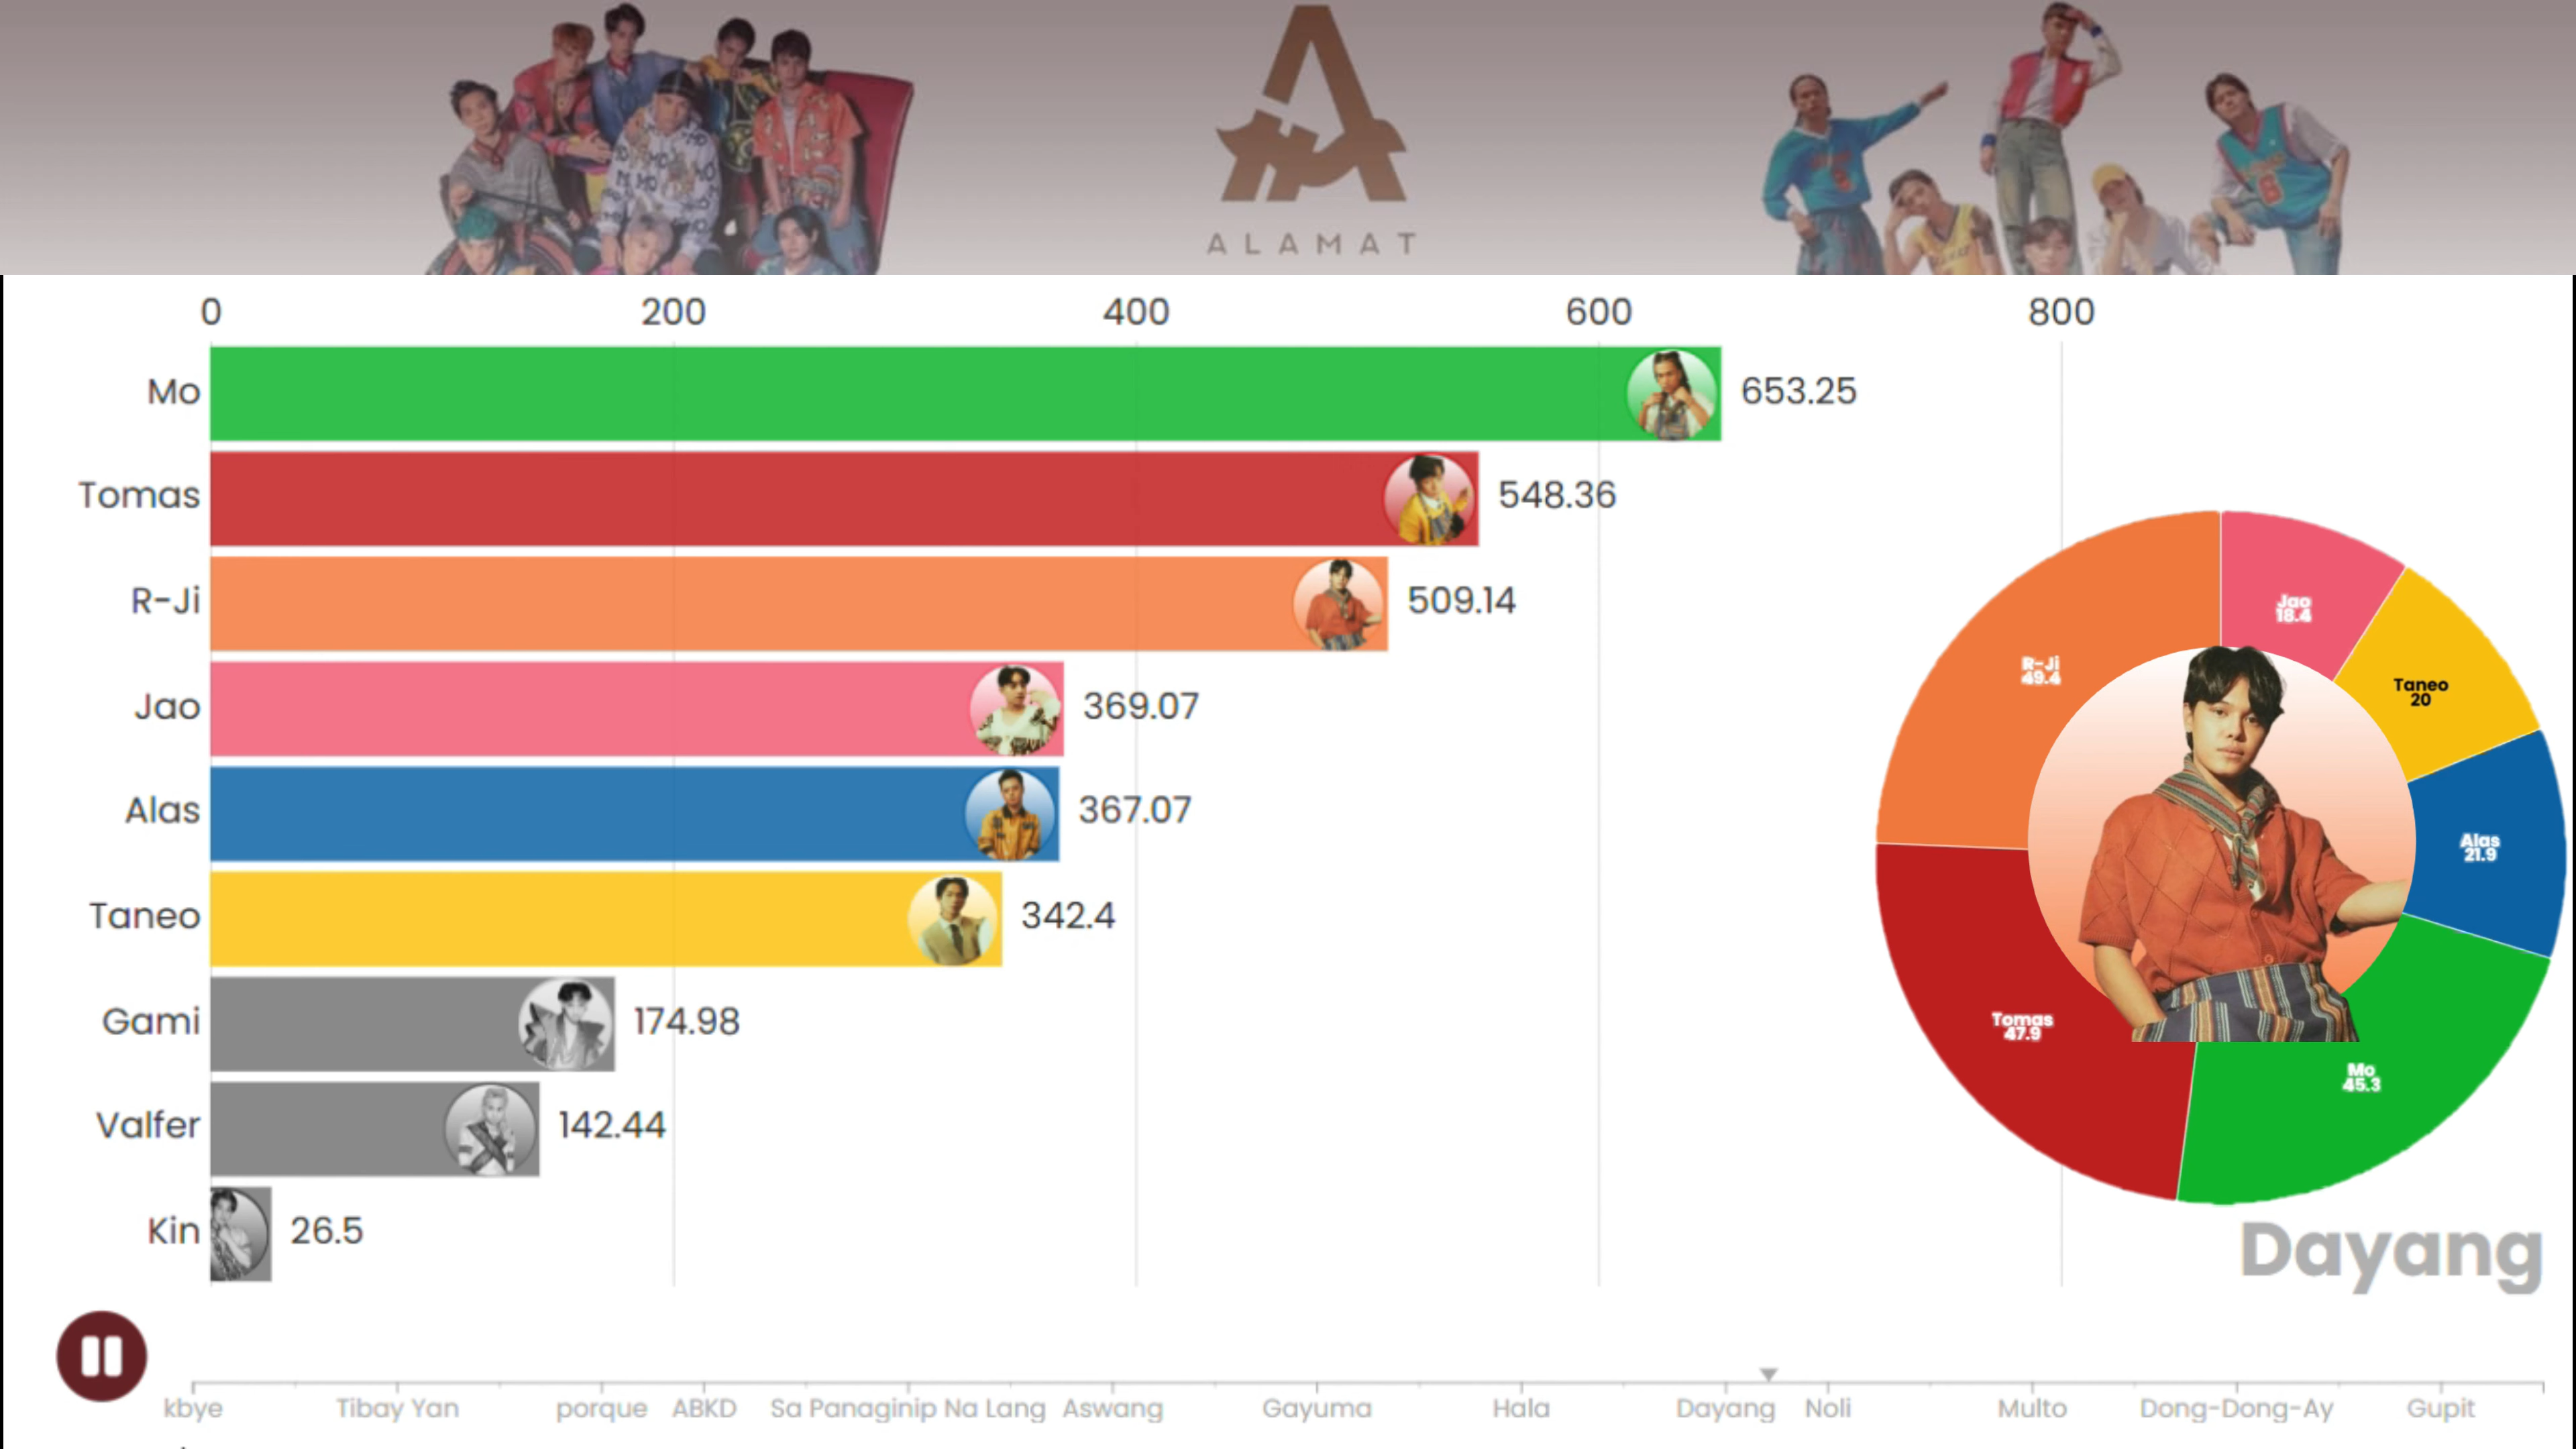 ALAMAT
0 200 400 600 800
Mo 653.25
Tomas 548.36
R-Ji 509.14
Jao 369.07
Alas 367.07
Taneo 342.4
Gami 174.98
Valfer 142.44
Kin 26.5
Jao
18.4
Taneo
20
Alas
21.9
Mo
45.3
Tomas
47.9
R-Ji
49.4
Dayang
kbye Tibay Yan porque ABKD Sa Panaginip Na Lang Aswang Gayuma Hala Dayang Noli Multo Dong-Dong-Ay Gupit